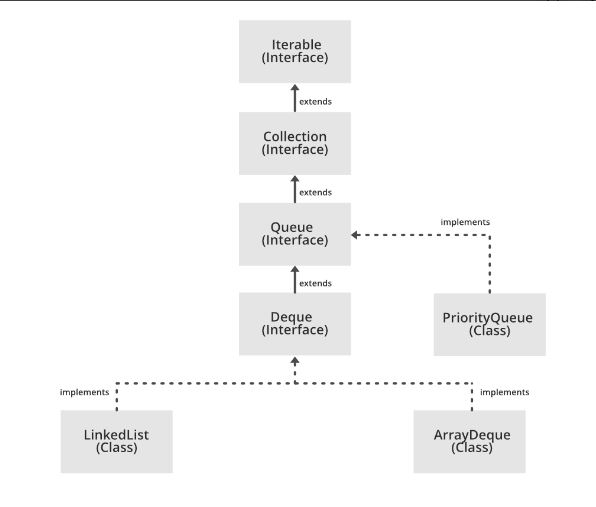 Iterable
(Interface)
extends
Collection
(Interface)
extends
Queue
(Interface)
implements
extends
Deque
(Interface)
PriorityQueue
(Class)
implements
implements
LinkedList
(Class)
ArrayDeque
(Class)